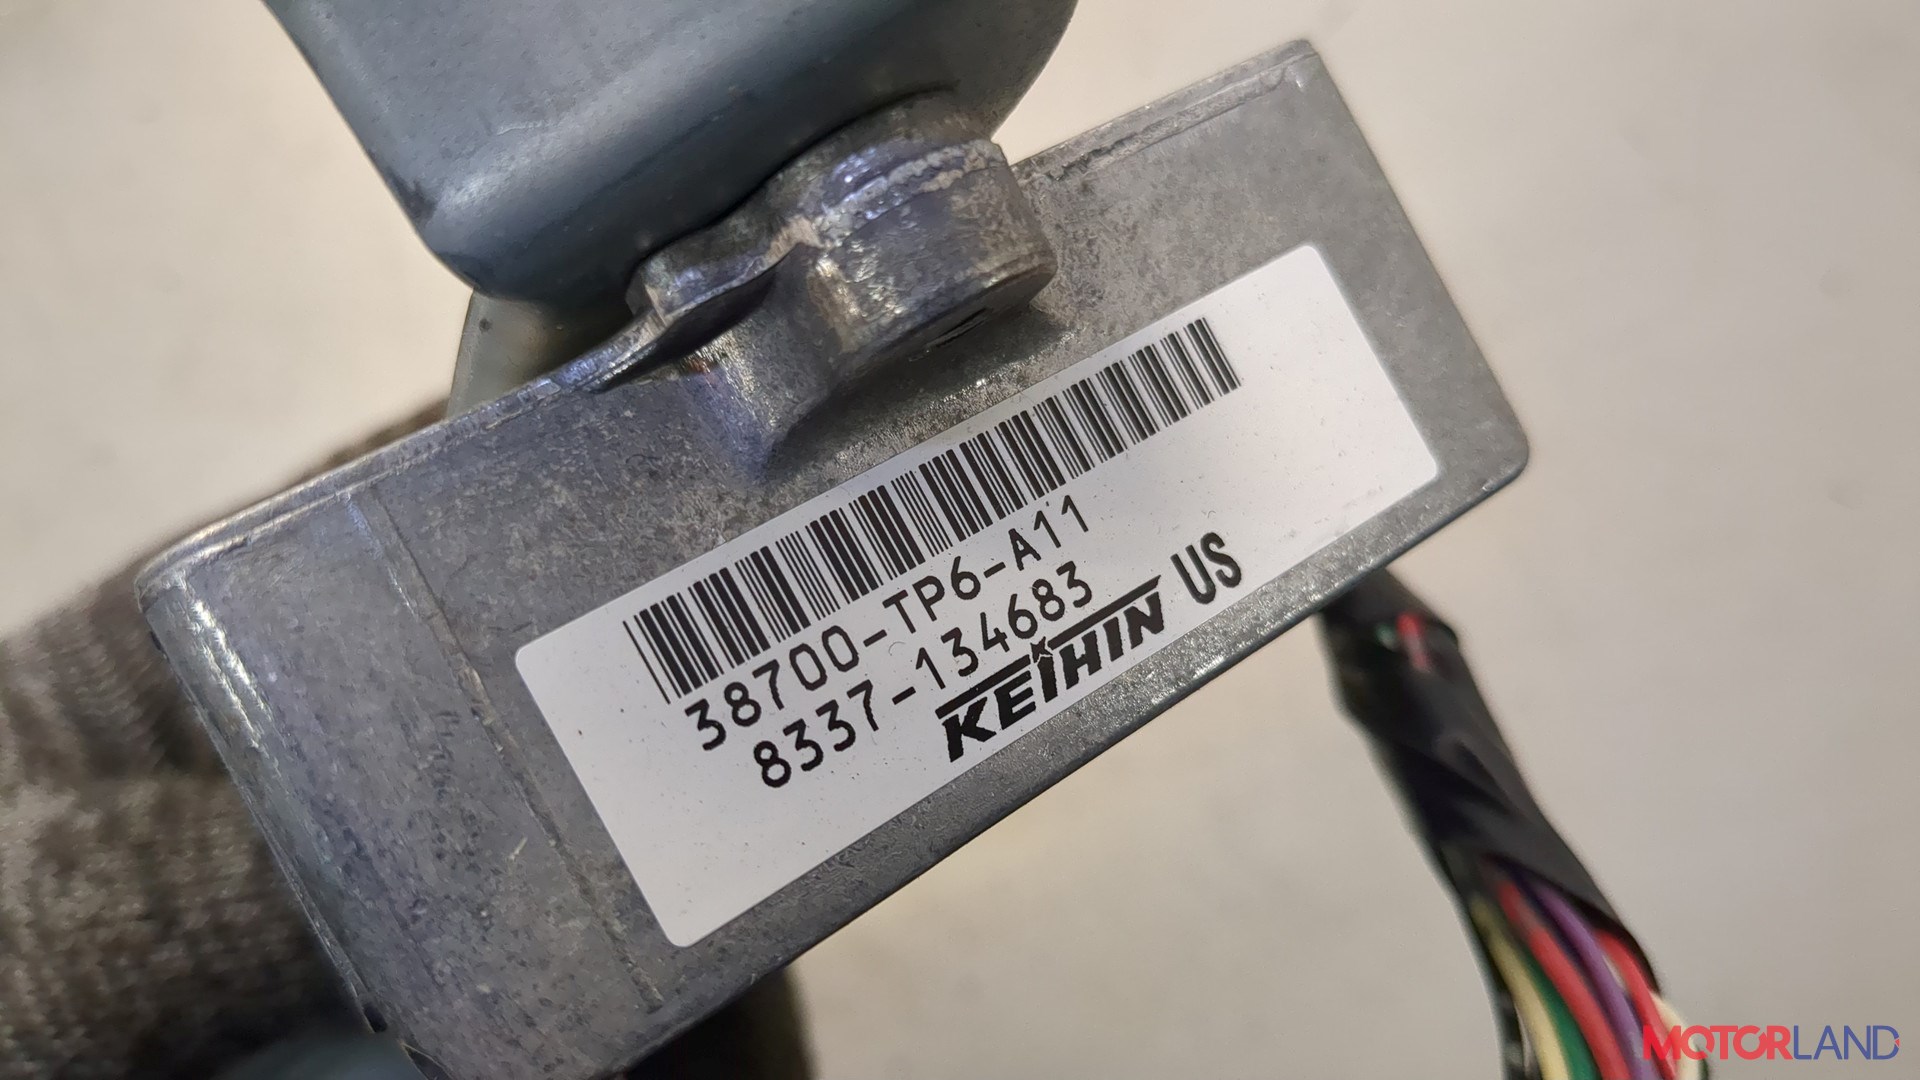 38700-TP6-A11
8337-134683
KEIHIN US
MOTORLAND